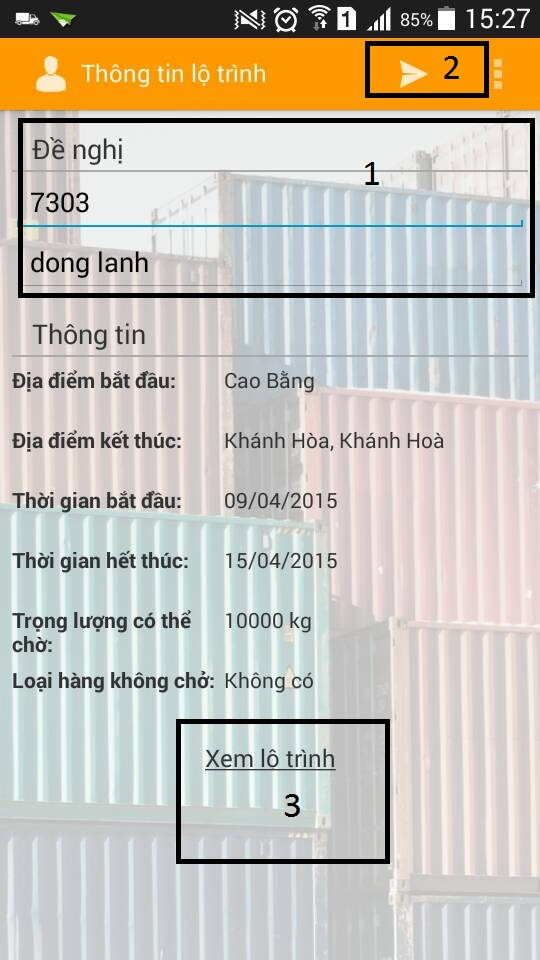 1 85% 15:27
Thông tin lộ trình 2
Đề nghị
1
7303
dong lanh
Thông tin
Địa điểm bắt đầu: Cao Bằng
Địa điểm kết thúc: Khánh Hòa, Khánh Hoà
Thời gian bắt đầu: 09/04/2015
Thời gian hết thúc: 15/04/2015
Trọng lượng có thể 10000 kg
chờ:
Loại hàng không chở: Không có
Xem lộ trình
3